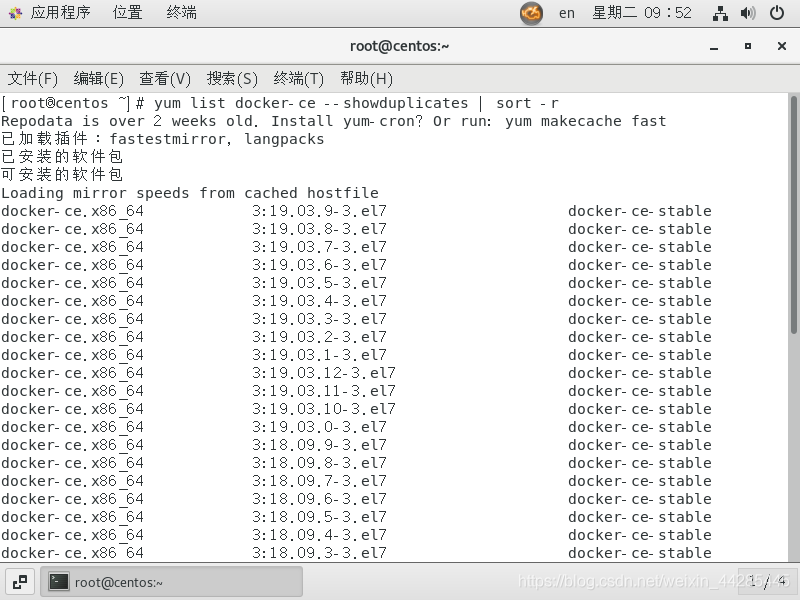 应用程序 位置 终端 en 星期二 09：52
root@centos:~
文件(F) 编辑(E) 查看(V) 搜索(S) 终端(T) 帮助(H)
[root@centos ~]# yum list docker-ce --showduplicates | sort -r
Repodata is over 2 weeks old. Install yum-cron? Or run: yum makecache fast
已加载插件：fastestmirror, langpacks
已安装的软件包
可安装的软件包
Loading mirror speeds from cached hostfile
docker-ce.x86_64 3:19.03.9-3.el7 docker-ce-stable
docker-ce.x86_64 3:19.03.8-3.el7 docker-ce-stable
docker-ce.x86_64 3:19.03.7-3.el7 docker-ce-stable
docker-ce.x86_64 3:19.03.6-3.el7 docker-ce-stable
docker-ce.x86_64 3:19.03.5-3.el7 docker-ce-stable
docker-ce.x86_64 3:19.03.4-3.el7 docker-ce-stable
docker-ce.x86_64 3:19.03.3-3.el7 docker-ce-stable
docker-ce.x86_64 3:19.03.2-3.el7 docker-ce-stable
docker-ce.x86_64 3:19.03.1-3.el7 docker-ce-stable
docker-ce.x86_64 3:19.03.12-3.el7 docker-ce-stable
docker-ce.x86_64 3:19.03.11-3.el7 docker-ce-stable
docker-ce.x86_64 3:19.03.10-3.el7 docker-ce-stable
docker-ce.x86_64 3:19.03.0-3.el7 docker-ce-stable
docker-ce.x86_64 3:18.09.9-3.el7 docker-ce-stable
docker-ce.x86_64 3:18.09.8-3.el7 docker-ce-stable
docker-ce.x86_64 3:18.09.7-3.el7 docker-ce-stable
docker-ce.x86_64 3:18.09.6-3.el7 docker-ce-stable
docker-ce.x86_64 3:18.09.5-3.el7 docker-ce-stable
docker-ce.x86_64 3:18.09.4-3.el7 docker-ce-stable
docker-ce.x86_64 3:18.09.3-3.el7 docker-ce-stable
root@centos:~ 1 / 4